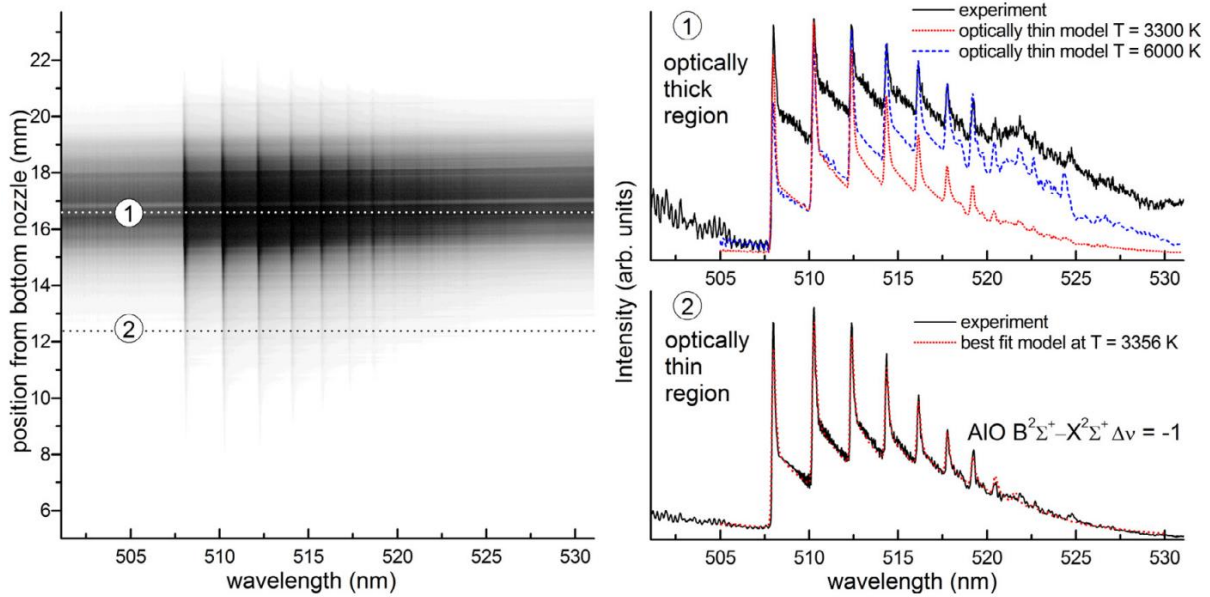 position from bottom nozzle (mm)
22
20
18
16
14
12
10
8
6
1
2
505 510 515 520 525 530
wavelength (nm)
Intensity (arb. units)
1
optically
thick
region
experiment
optically thin model T = 3300 K
optically thin model T = 6000 K
505 510 515 520 525 530
2
optically
thin
region
experiment
best fit model at T = 3356 K
AlO B²Σ⁺–X²Σ⁺ Δν = -1
505 510 515 520 525 530
wavelength (nm)